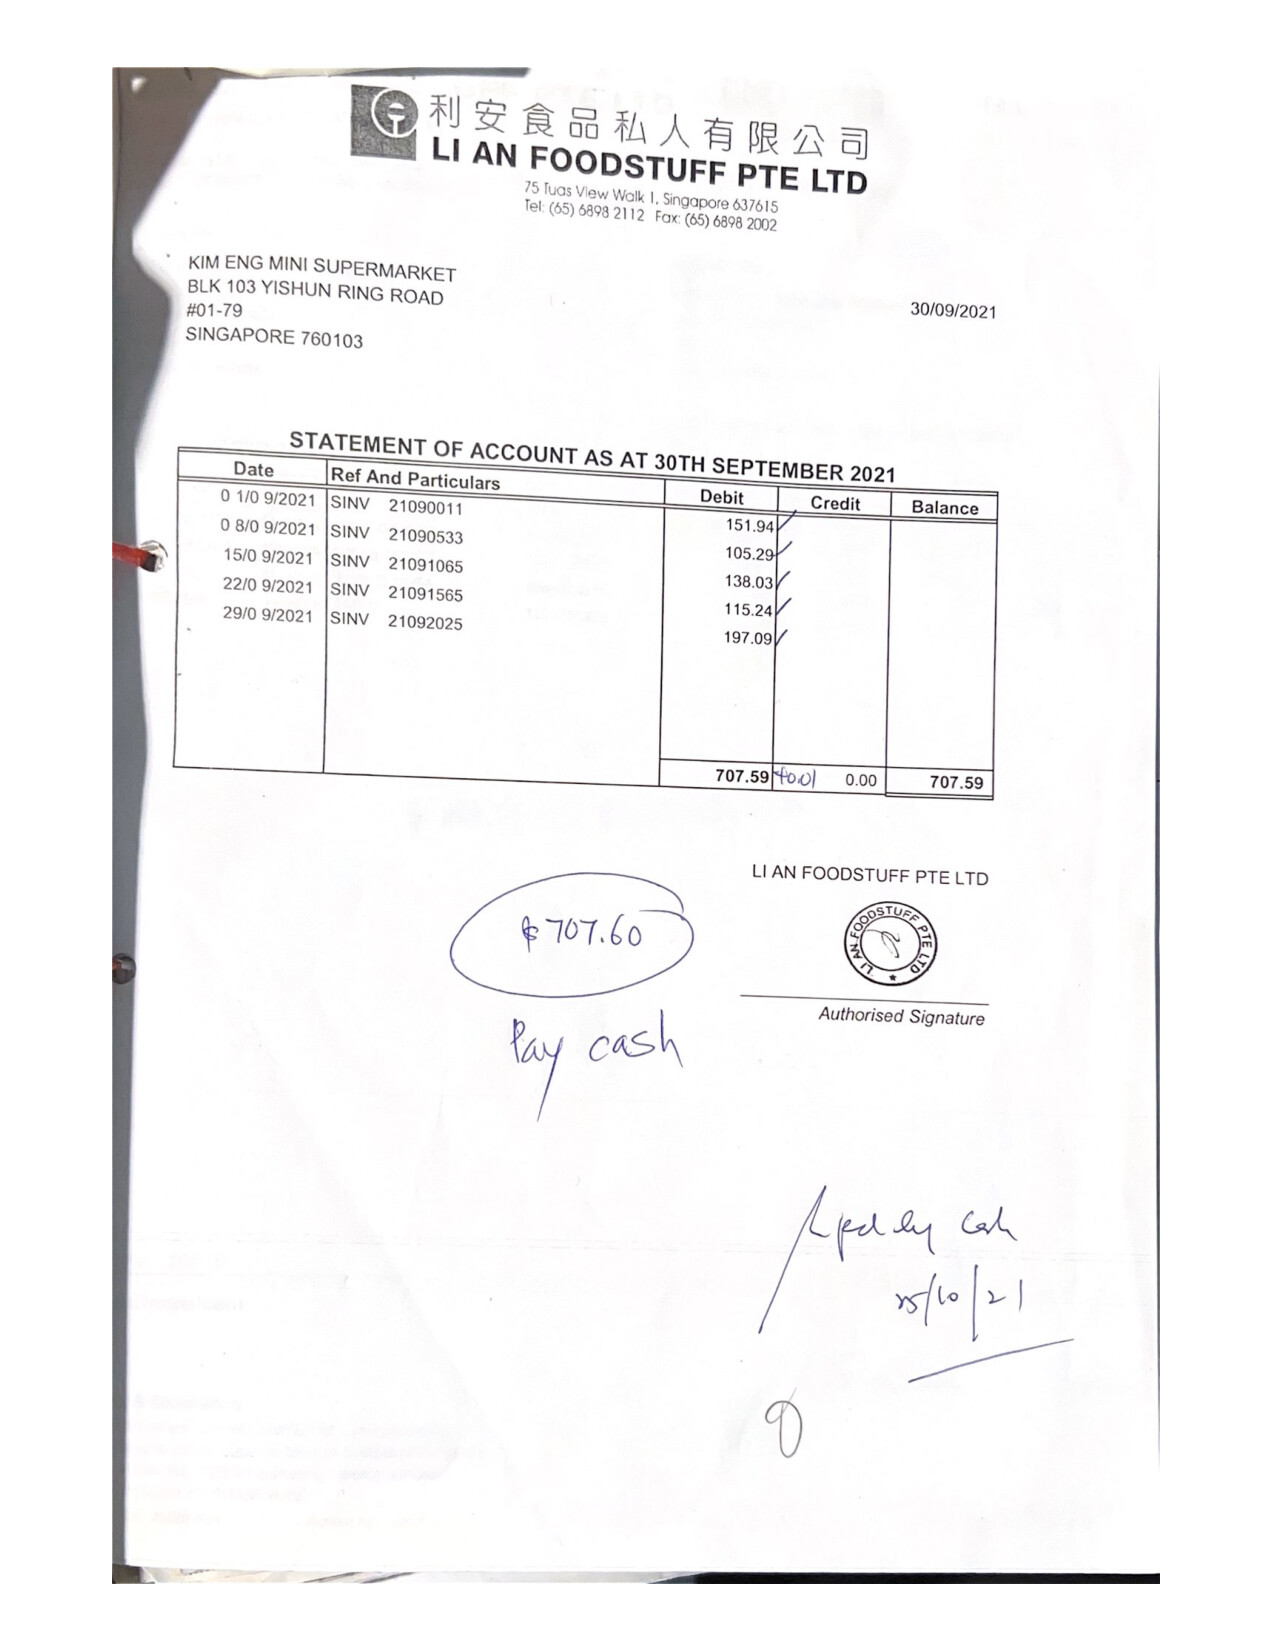 利安食品私人有限公司
LI AN FOODSTUFF PTE LTD
75 Tuas View Walk 1, Singapore 637615
Tel: (65) 6898 2112 Fax: (65) 6898 2002
KIM ENG MINI SUPERMARKET
BLK 103 YISHUN RING ROAD
#01-79
SINGAPORE 760103
30/09/2021
STATEMENT OF ACCOUNT AS AT 30TH SEPTEMBER 2021
Date Ref And Particulars Debit Credit Balance
0 1/0 9/2021 SINV 21090011 151.94
0 8/0 9/2021 SINV 21090533 105.29
15/0 9/2021 SINV 21091065 138.03
22/0 9/2021 SINV 21091565 115.24
29/0 9/2021 SINV 21092025 197.09
707.59 +0.01 0.00 707.59
LI AN FOODSTUFF PTE LTD
$707.60
LI AN FOODSTUFF PTE LTD
Authorised Signature
Pay cash
by Cash
25/10/21